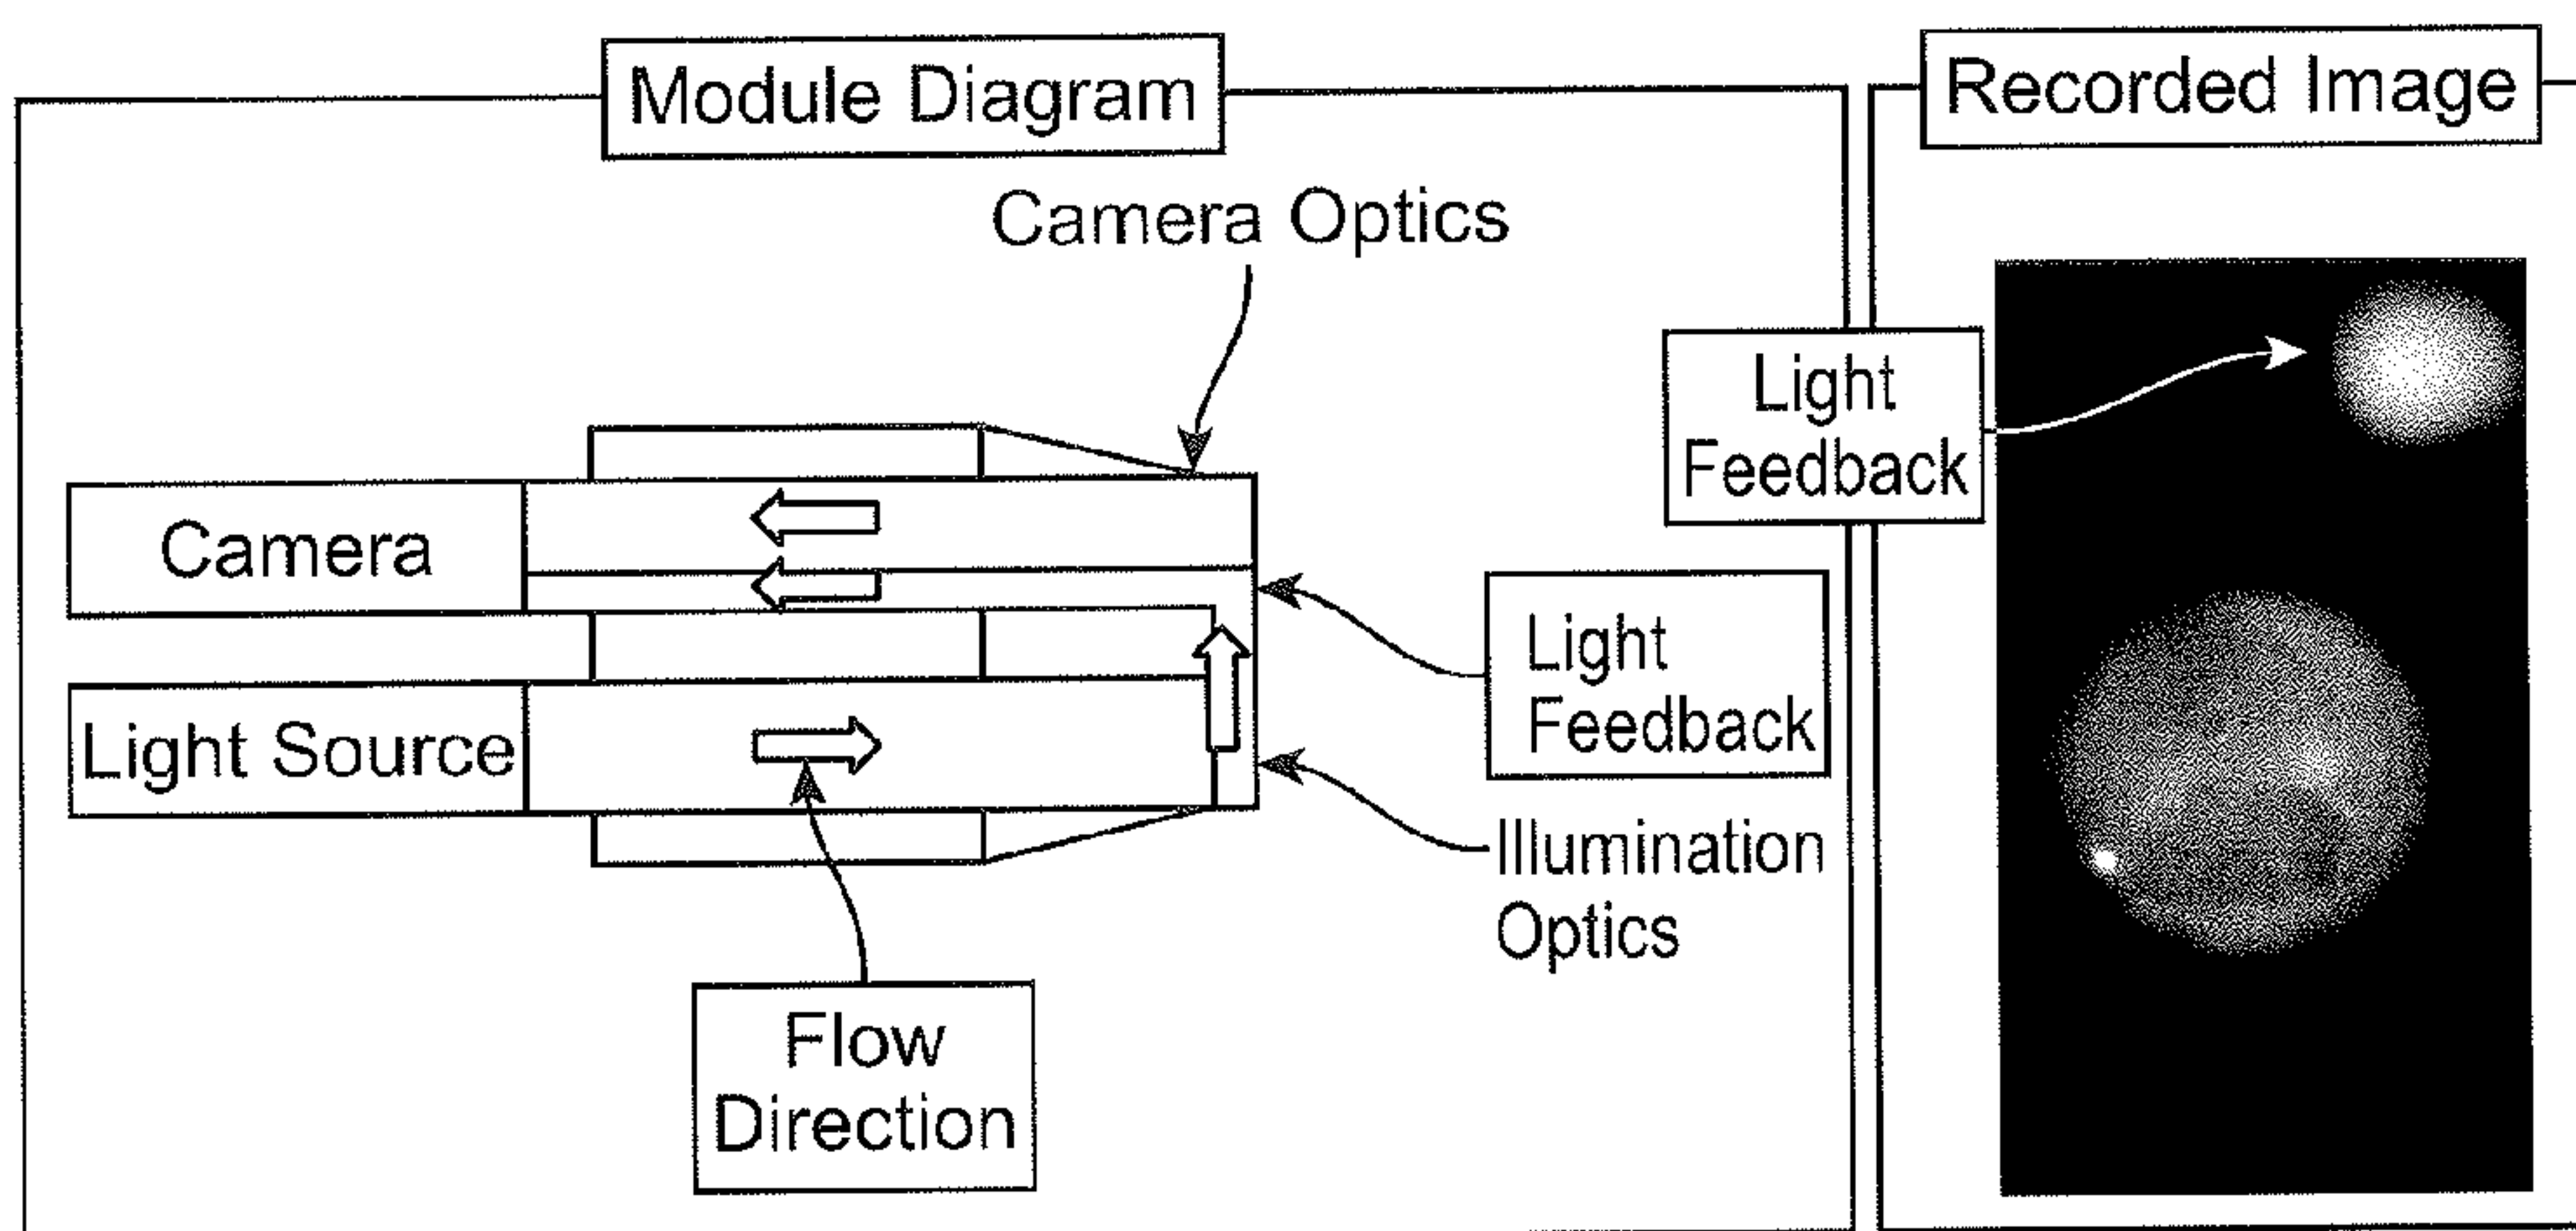 Module Diagram
Recorded Image
Camera Optics
Light
Feedback
Camera
Light
Feedback
Light Source
Illumination
Optics
Flow
Direction